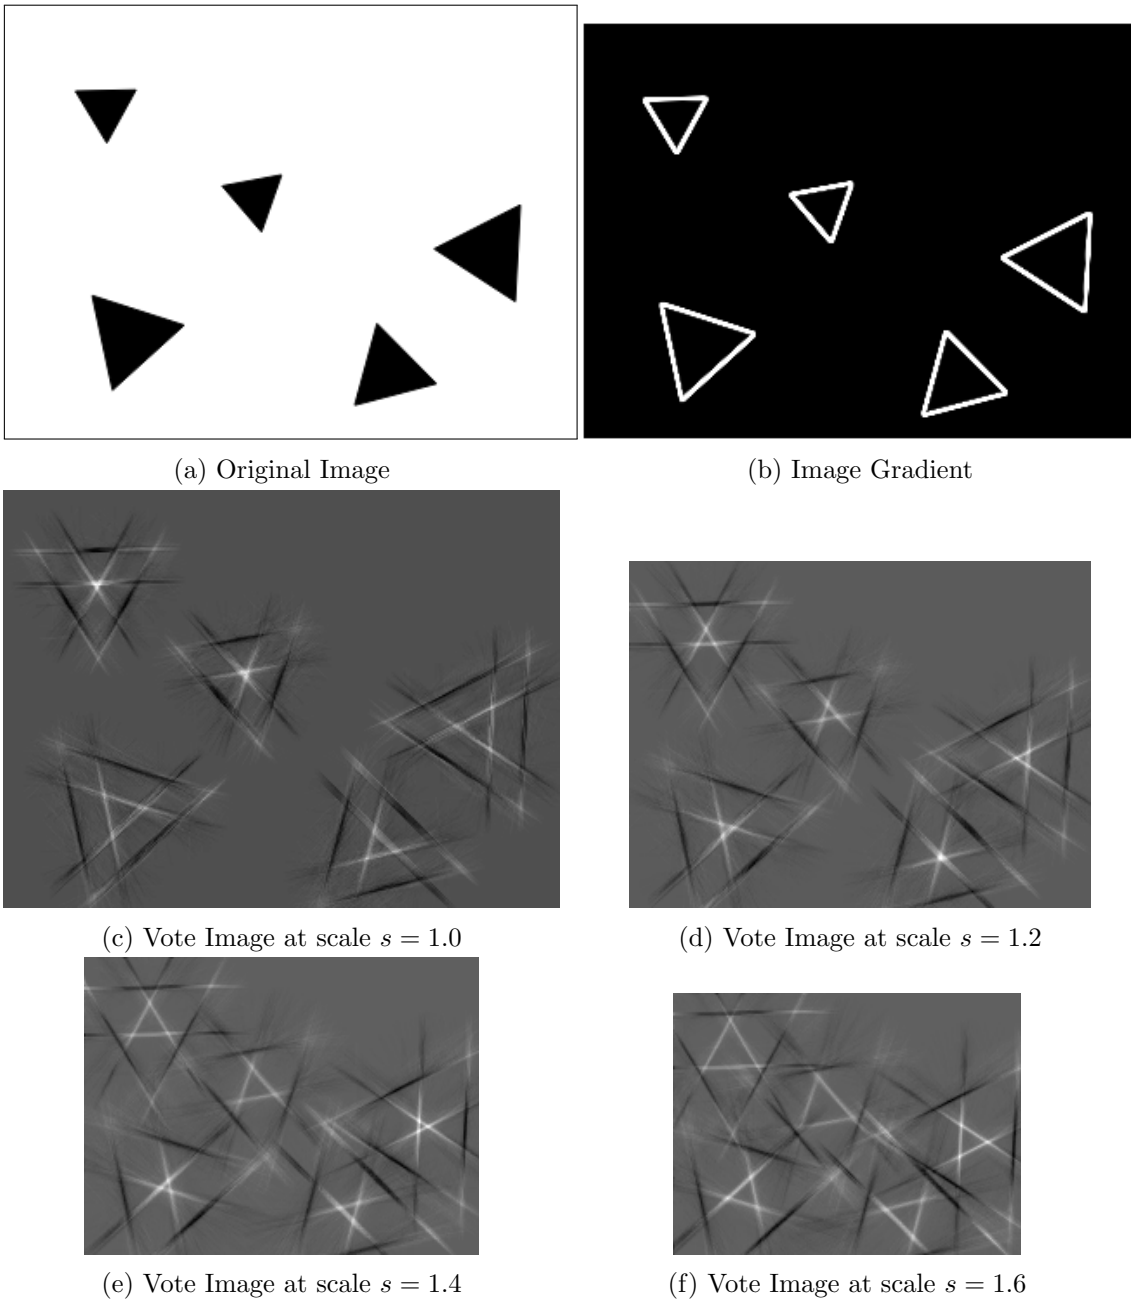 (a) Original Image
(b) Image Gradient
(c) Vote Image at scale s = 1.0
(d) Vote Image at scale s = 1.2
(e) Vote Image at scale s = 1.4
(f) Vote Image at scale s = 1.6